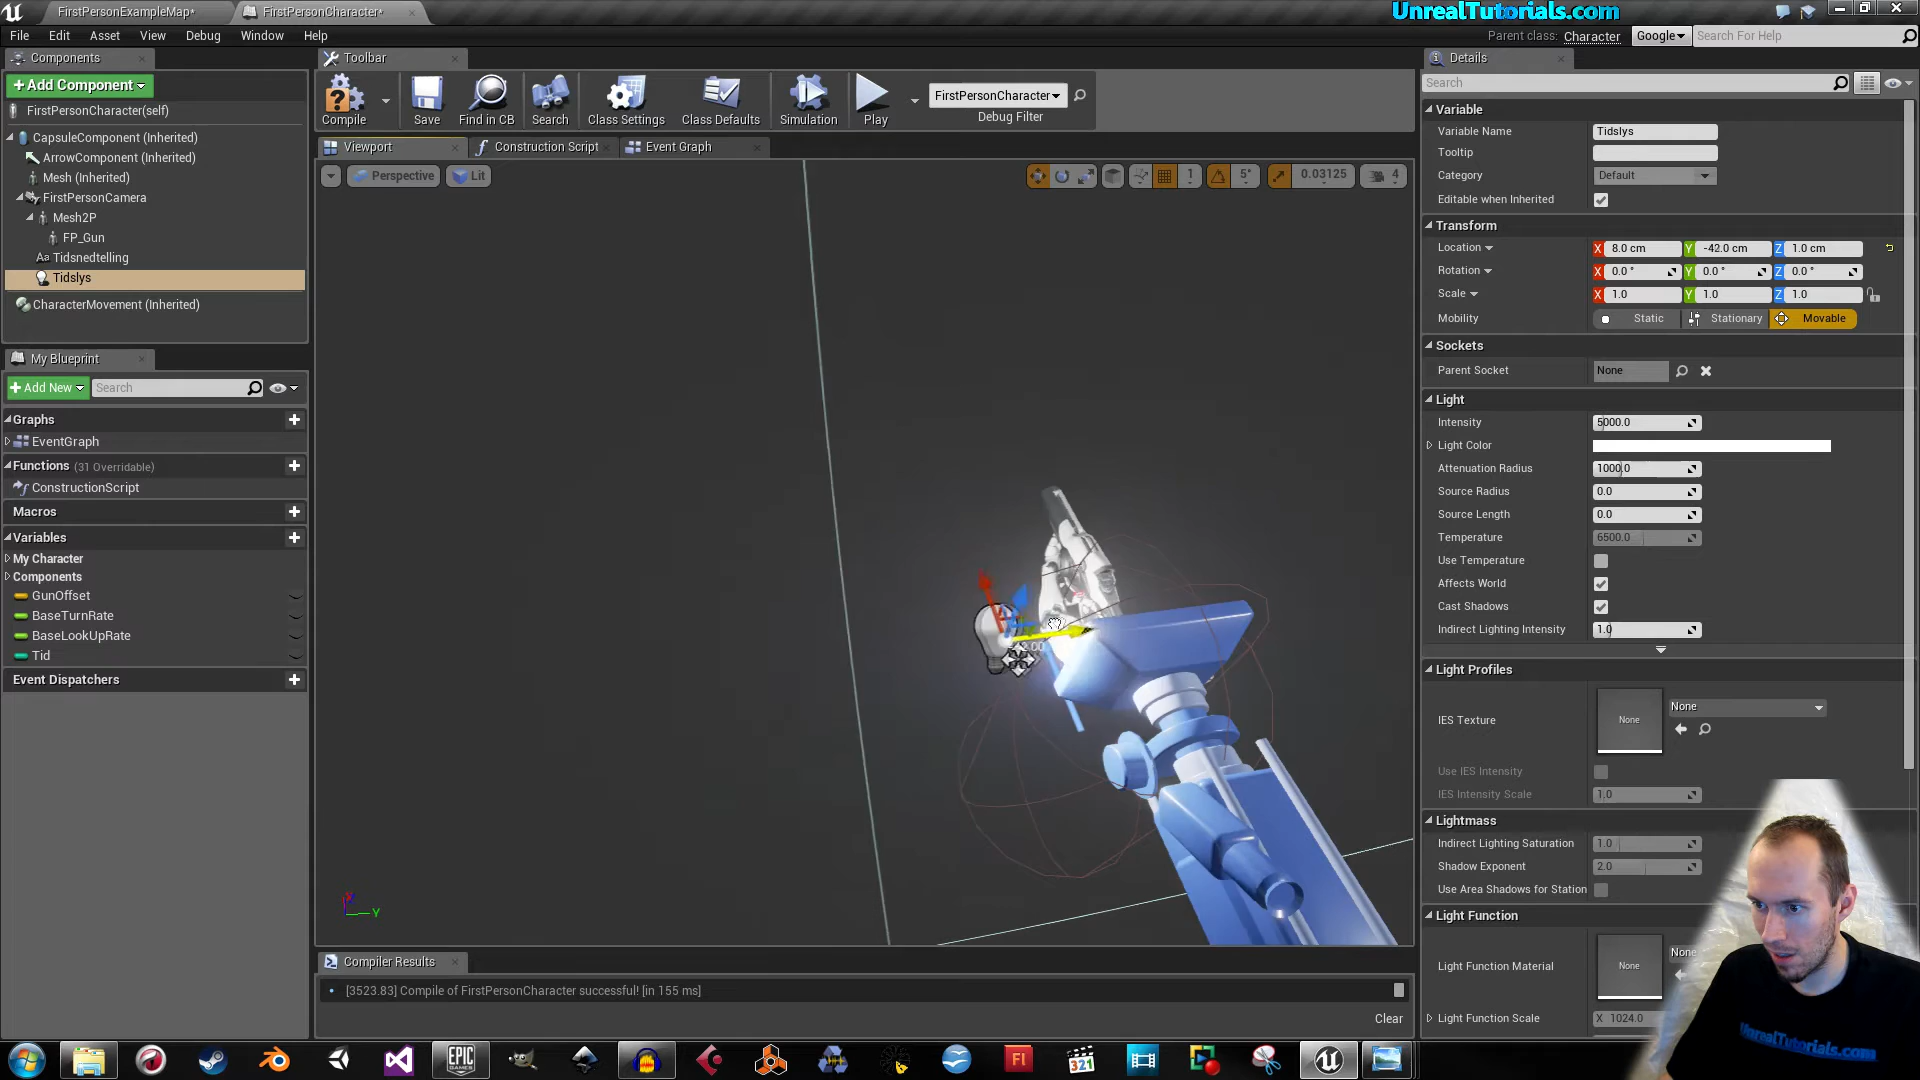 FirstPersonExampleMap*
FirstPersonCharacter*
UnrealTutorials.com
File Edit Asset View Debug Window Help
Parent class: Character
Google
Search For Help
Components
Toolbar
Details
+Add Component
FirstPersonCharacter(self)
CapsuleComponent (Inherited)
ArrowComponent (Inherited)
Mesh (Inherited)
FirstPersonCamera
Mesh2P
FP_Gun
Aa Tidsnedtelling
Tidslys
CharacterMovement (Inherited)
Compile
Save
Find in CB
Search
Class Settings
Class Defaults
Simulation
Play
FirstPersonCharacter
Debug Filter
Viewport
Construction Script
Event Graph
Perspective
Lit
1
5°
0.03125
4
My Blueprint
+Add New
Search
Graphs
EventGraph
Functions (31 Overridable)
ConstructionScript
Macros
Variables
My Character
Components
GunOffset
BaseTurnRate
BaseLookUpRate
Tid
Event Dispatchers
Y
Compiler Results
[3523.83] Compile of FirstPersonCharacter successful! [in 155 ms]
Clear
Search
Variable
Variable Name Tidslys
Tooltip
Category Default
Editable when Inherited
Transform
Location X 8.0 cm Y -42.0 cm Z 1.0 cm
Rotation X 0.0 ° Y 0.0 ° Z 0.0 °
Scale X 1.0 Y 1.0 Z 1.0
Mobility Static Stationary Movable
Sockets
Parent Socket None
Light
Intensity 5000.0
Light Color
Attenuation Radius 1000.0
Source Radius 0.0
Source Length 0.0
Temperature 6500.0
Use Temperature
Affects World
Cast Shadows
Indirect Lighting Intensity 1.0
Light Profiles
IES Texture None None
Use IES Intensity
IES Intensity Scale 1.0
Lightmass
Indirect Lighting Saturation 1.0
Shadow Exponent 2.0
Use Area Shadows for Station
Light Function
Light Function Material None None
Light Function Scale X 1024.0
UnrealTutorials.com
EPIC GAMES
Fl
321